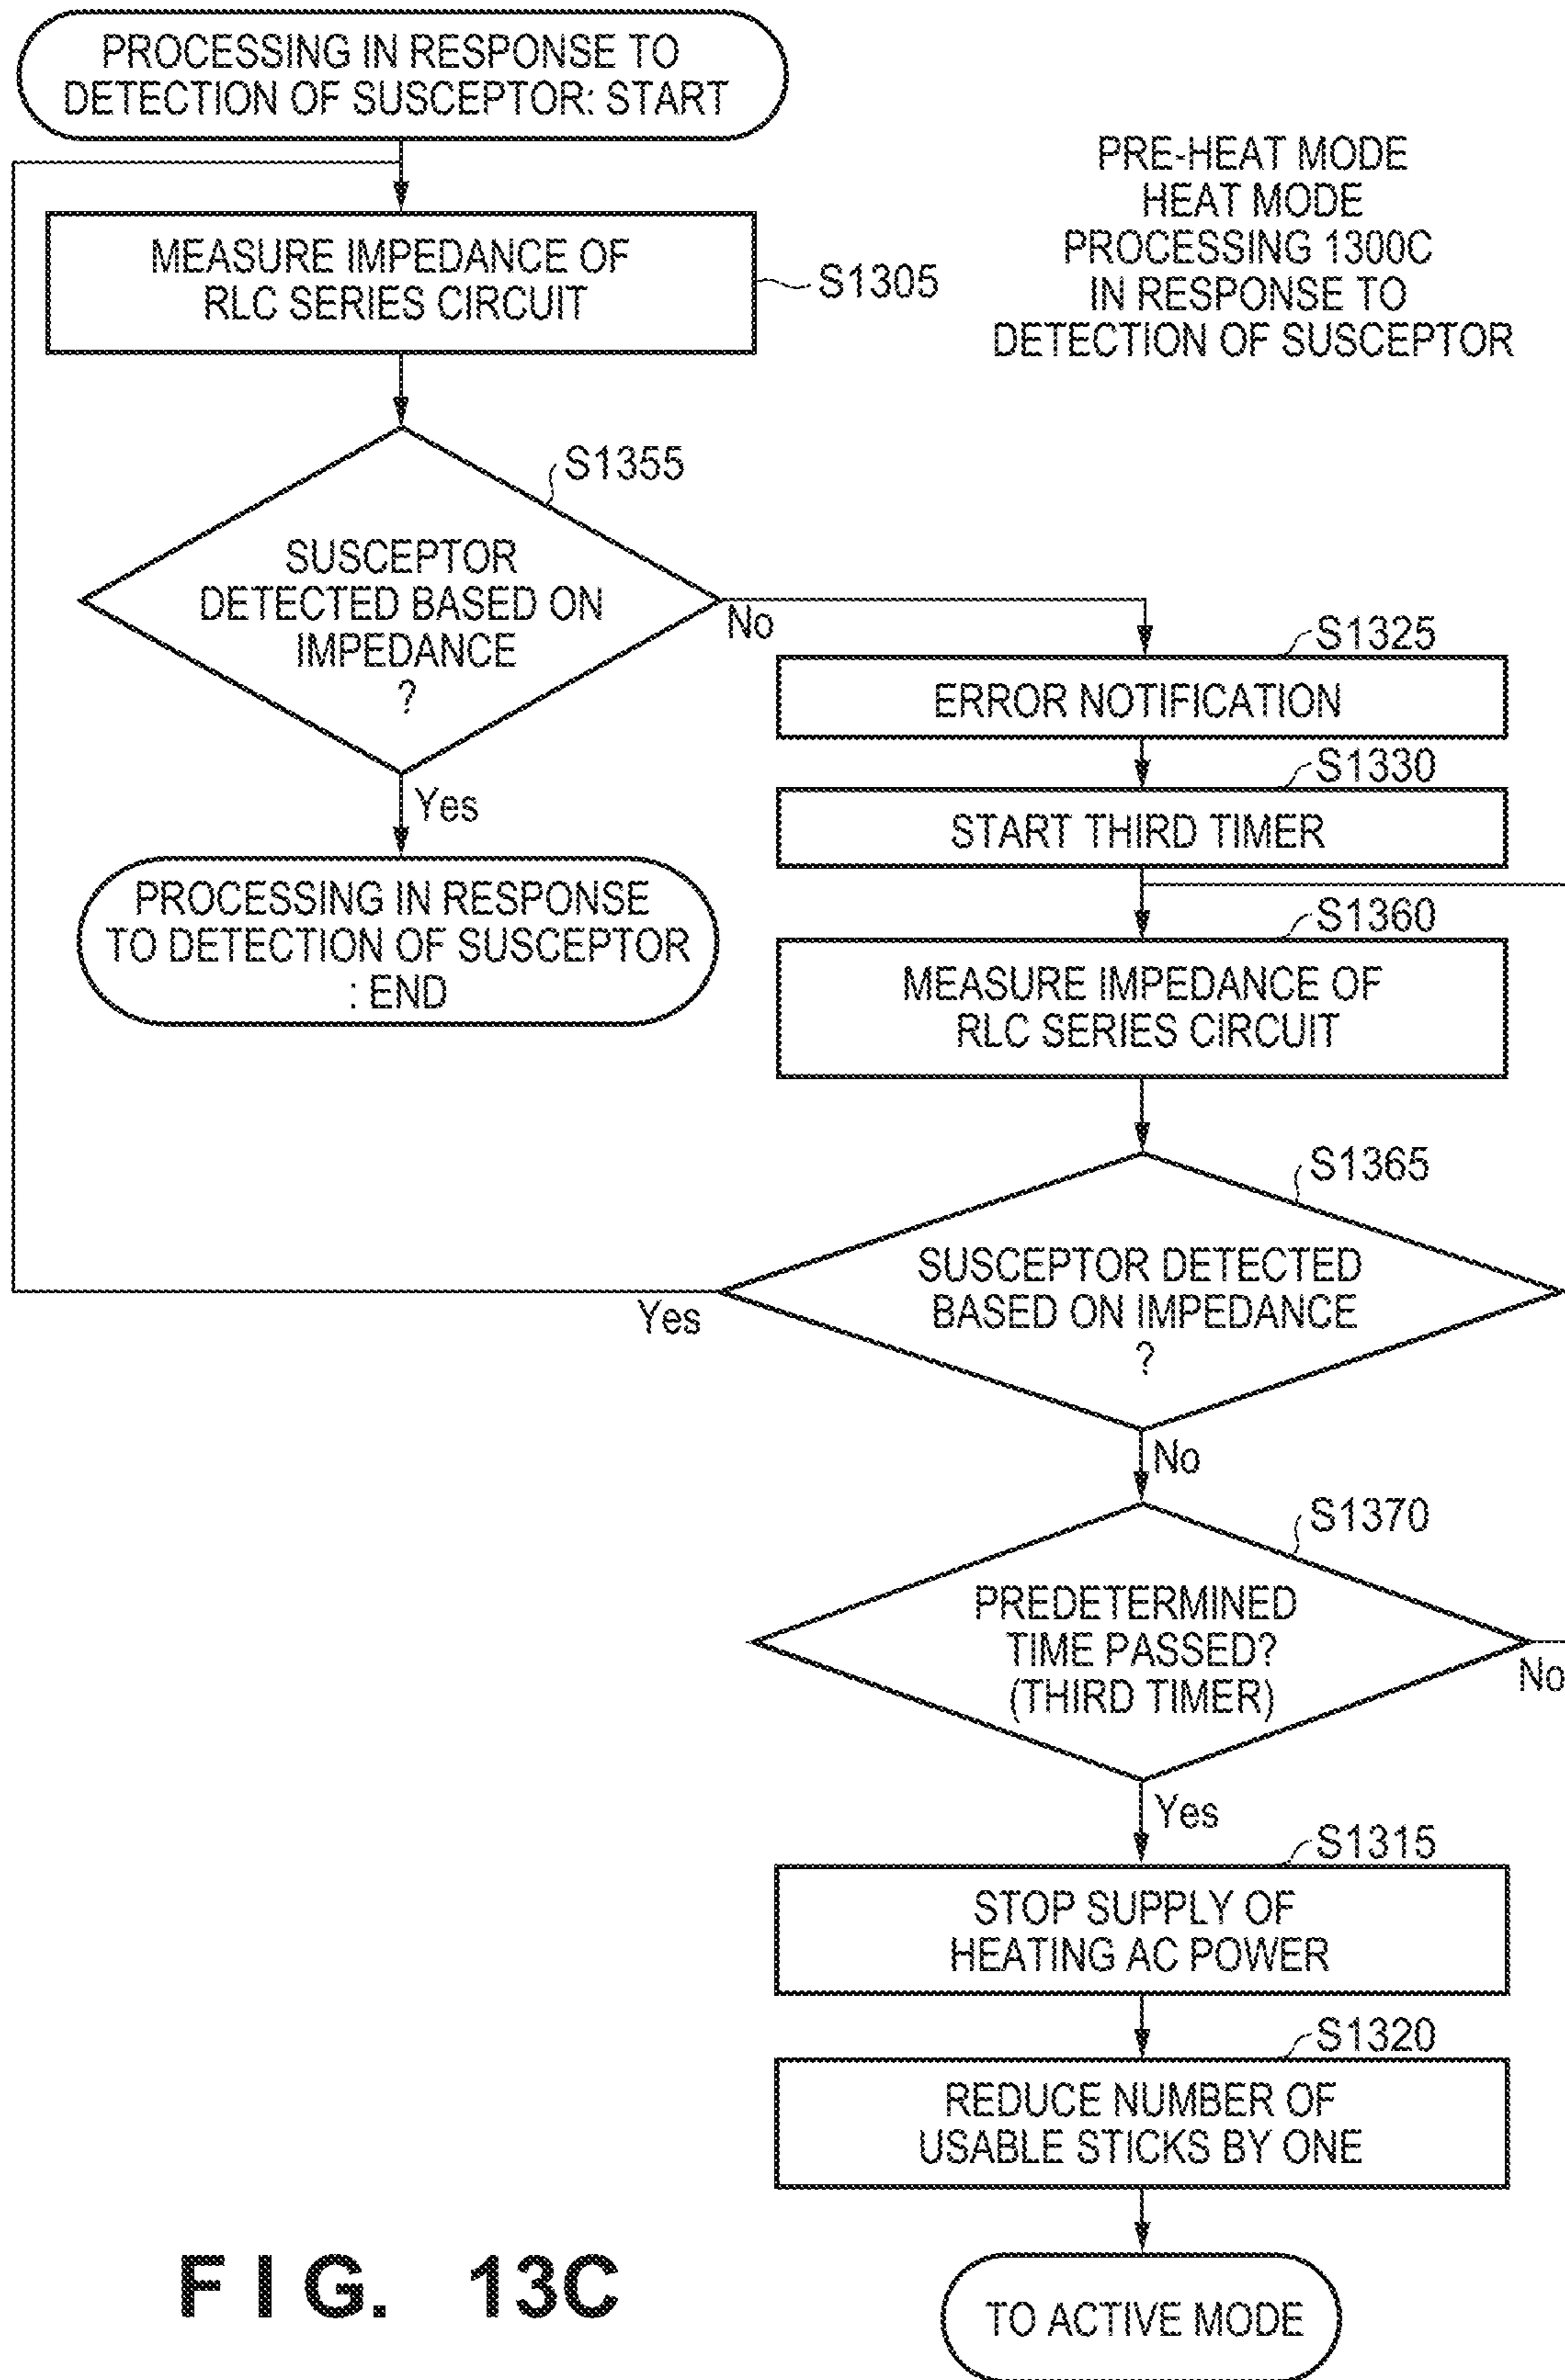 PROCESSING IN RESPONSE TO
DETECTION OF SUSCEPTOR: START
PRE-HEAT MODE
HEAT MODE
PROCESSING 1300C
IN RESPONSE TO
DETECTION OF SUSCEPTOR
MEASURE IMPEDANCE OF
RLC SERIES CIRCUIT
S1305
S1355
SUSCEPTOR
DETECTED BASED ON
IMPEDANCE
?
No
Yes
PROCESSING IN RESPONSE
TO DETECTION OF SUSCEPTOR
: END
S1325
ERROR NOTIFICATION
S1330
START THIRD TIMER
S1360
MEASURE IMPEDANCE OF
RLC SERIES CIRCUIT
S1365
SUSCEPTOR DETECTED
BASED ON IMPEDANCE
?
Yes
No
S1370
PREDETERMINED
TIME PASSED?
(THIRD TIMER)
No
Yes
S1315
STOP SUPPLY OF
HEATING AC POWER
S1320
REDUCE NUMBER OF
USABLE STICKS BY ONE
TO ACTIVE MODE
FIG. 13C